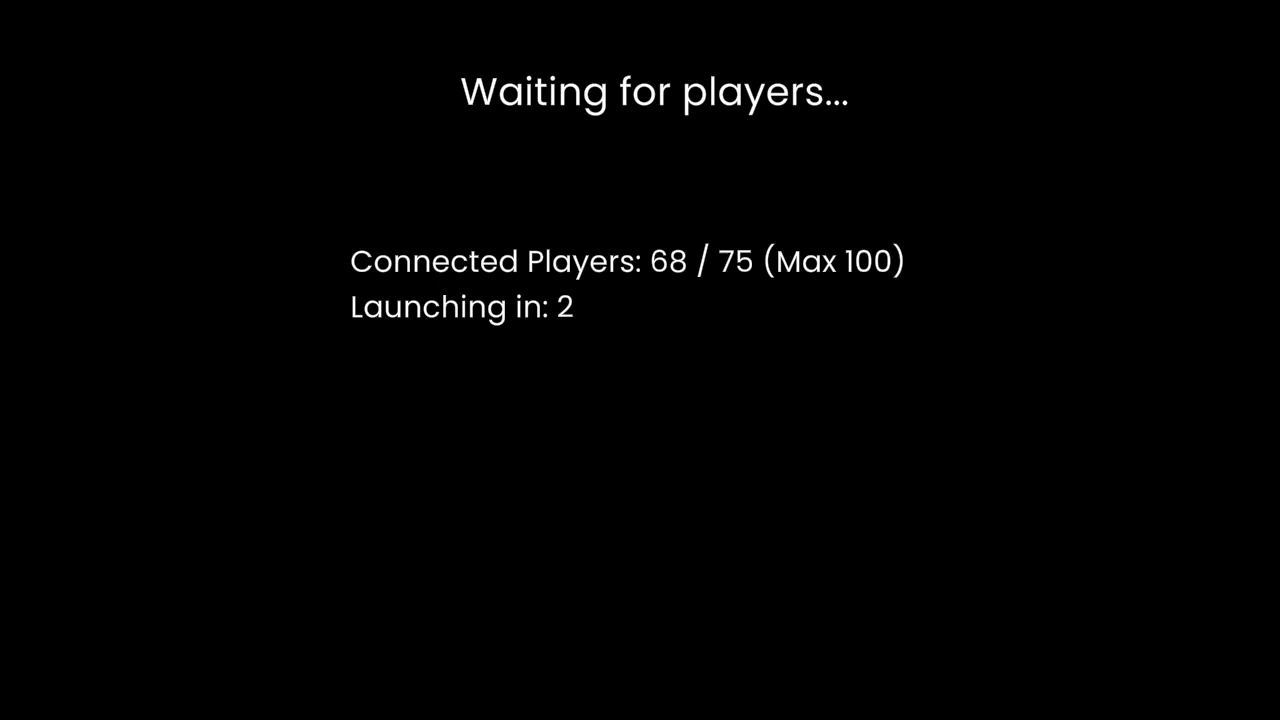 Waiting for players...
Connected Players: 68 / 75 (Max 100)
Launching in: 2